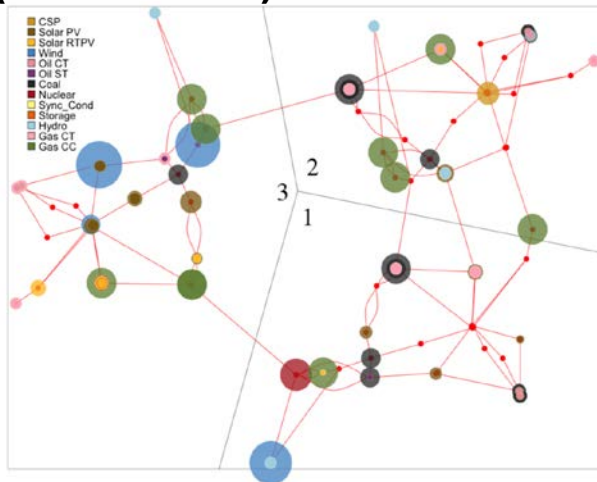 CSP
Solar PV
Solar RTPV
Wind
Oil CT
Oil ST
Coal
Nuclear
Sync_Cond
Storage
Hydro
Gas CT
Gas CC
2
3
1